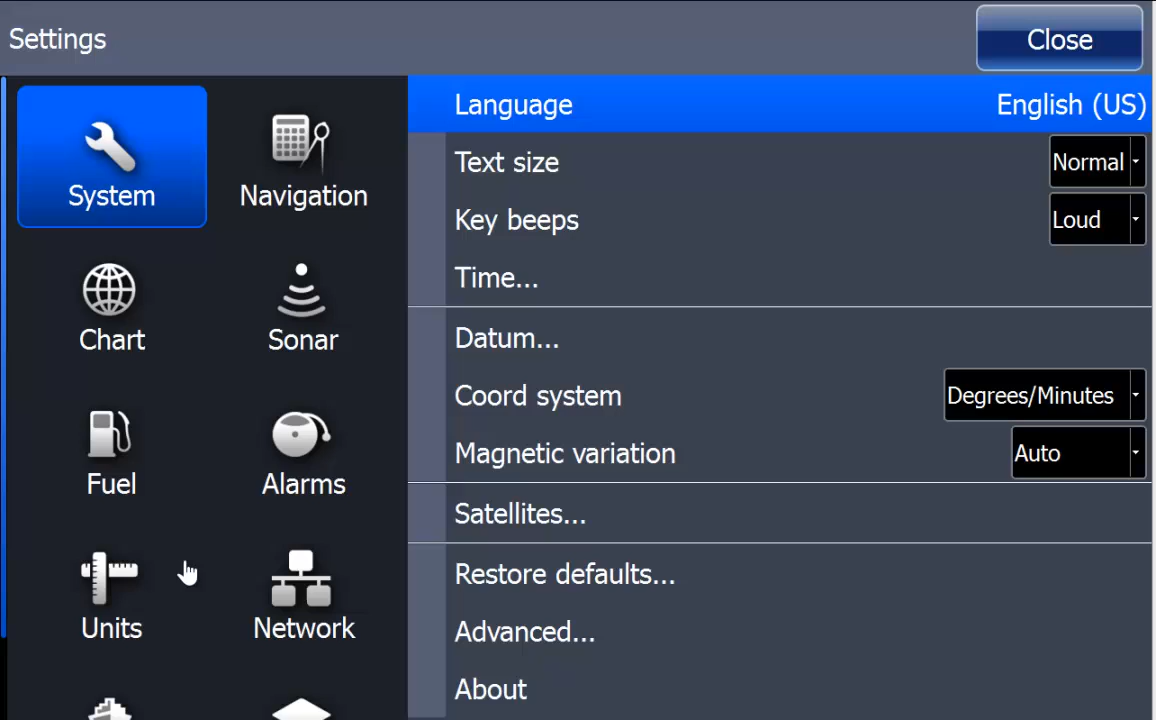 Settings
Close
System
Navigation
Chart
Sonar
Fuel
Alarms
Units
Network
Language English (US)
Text size Normal
Key beeps Loud
Time...
Datum...
Coord system Degrees/Minutes
Magnetic variation Auto
Satellites...
Restore defaults...
Advanced...
About